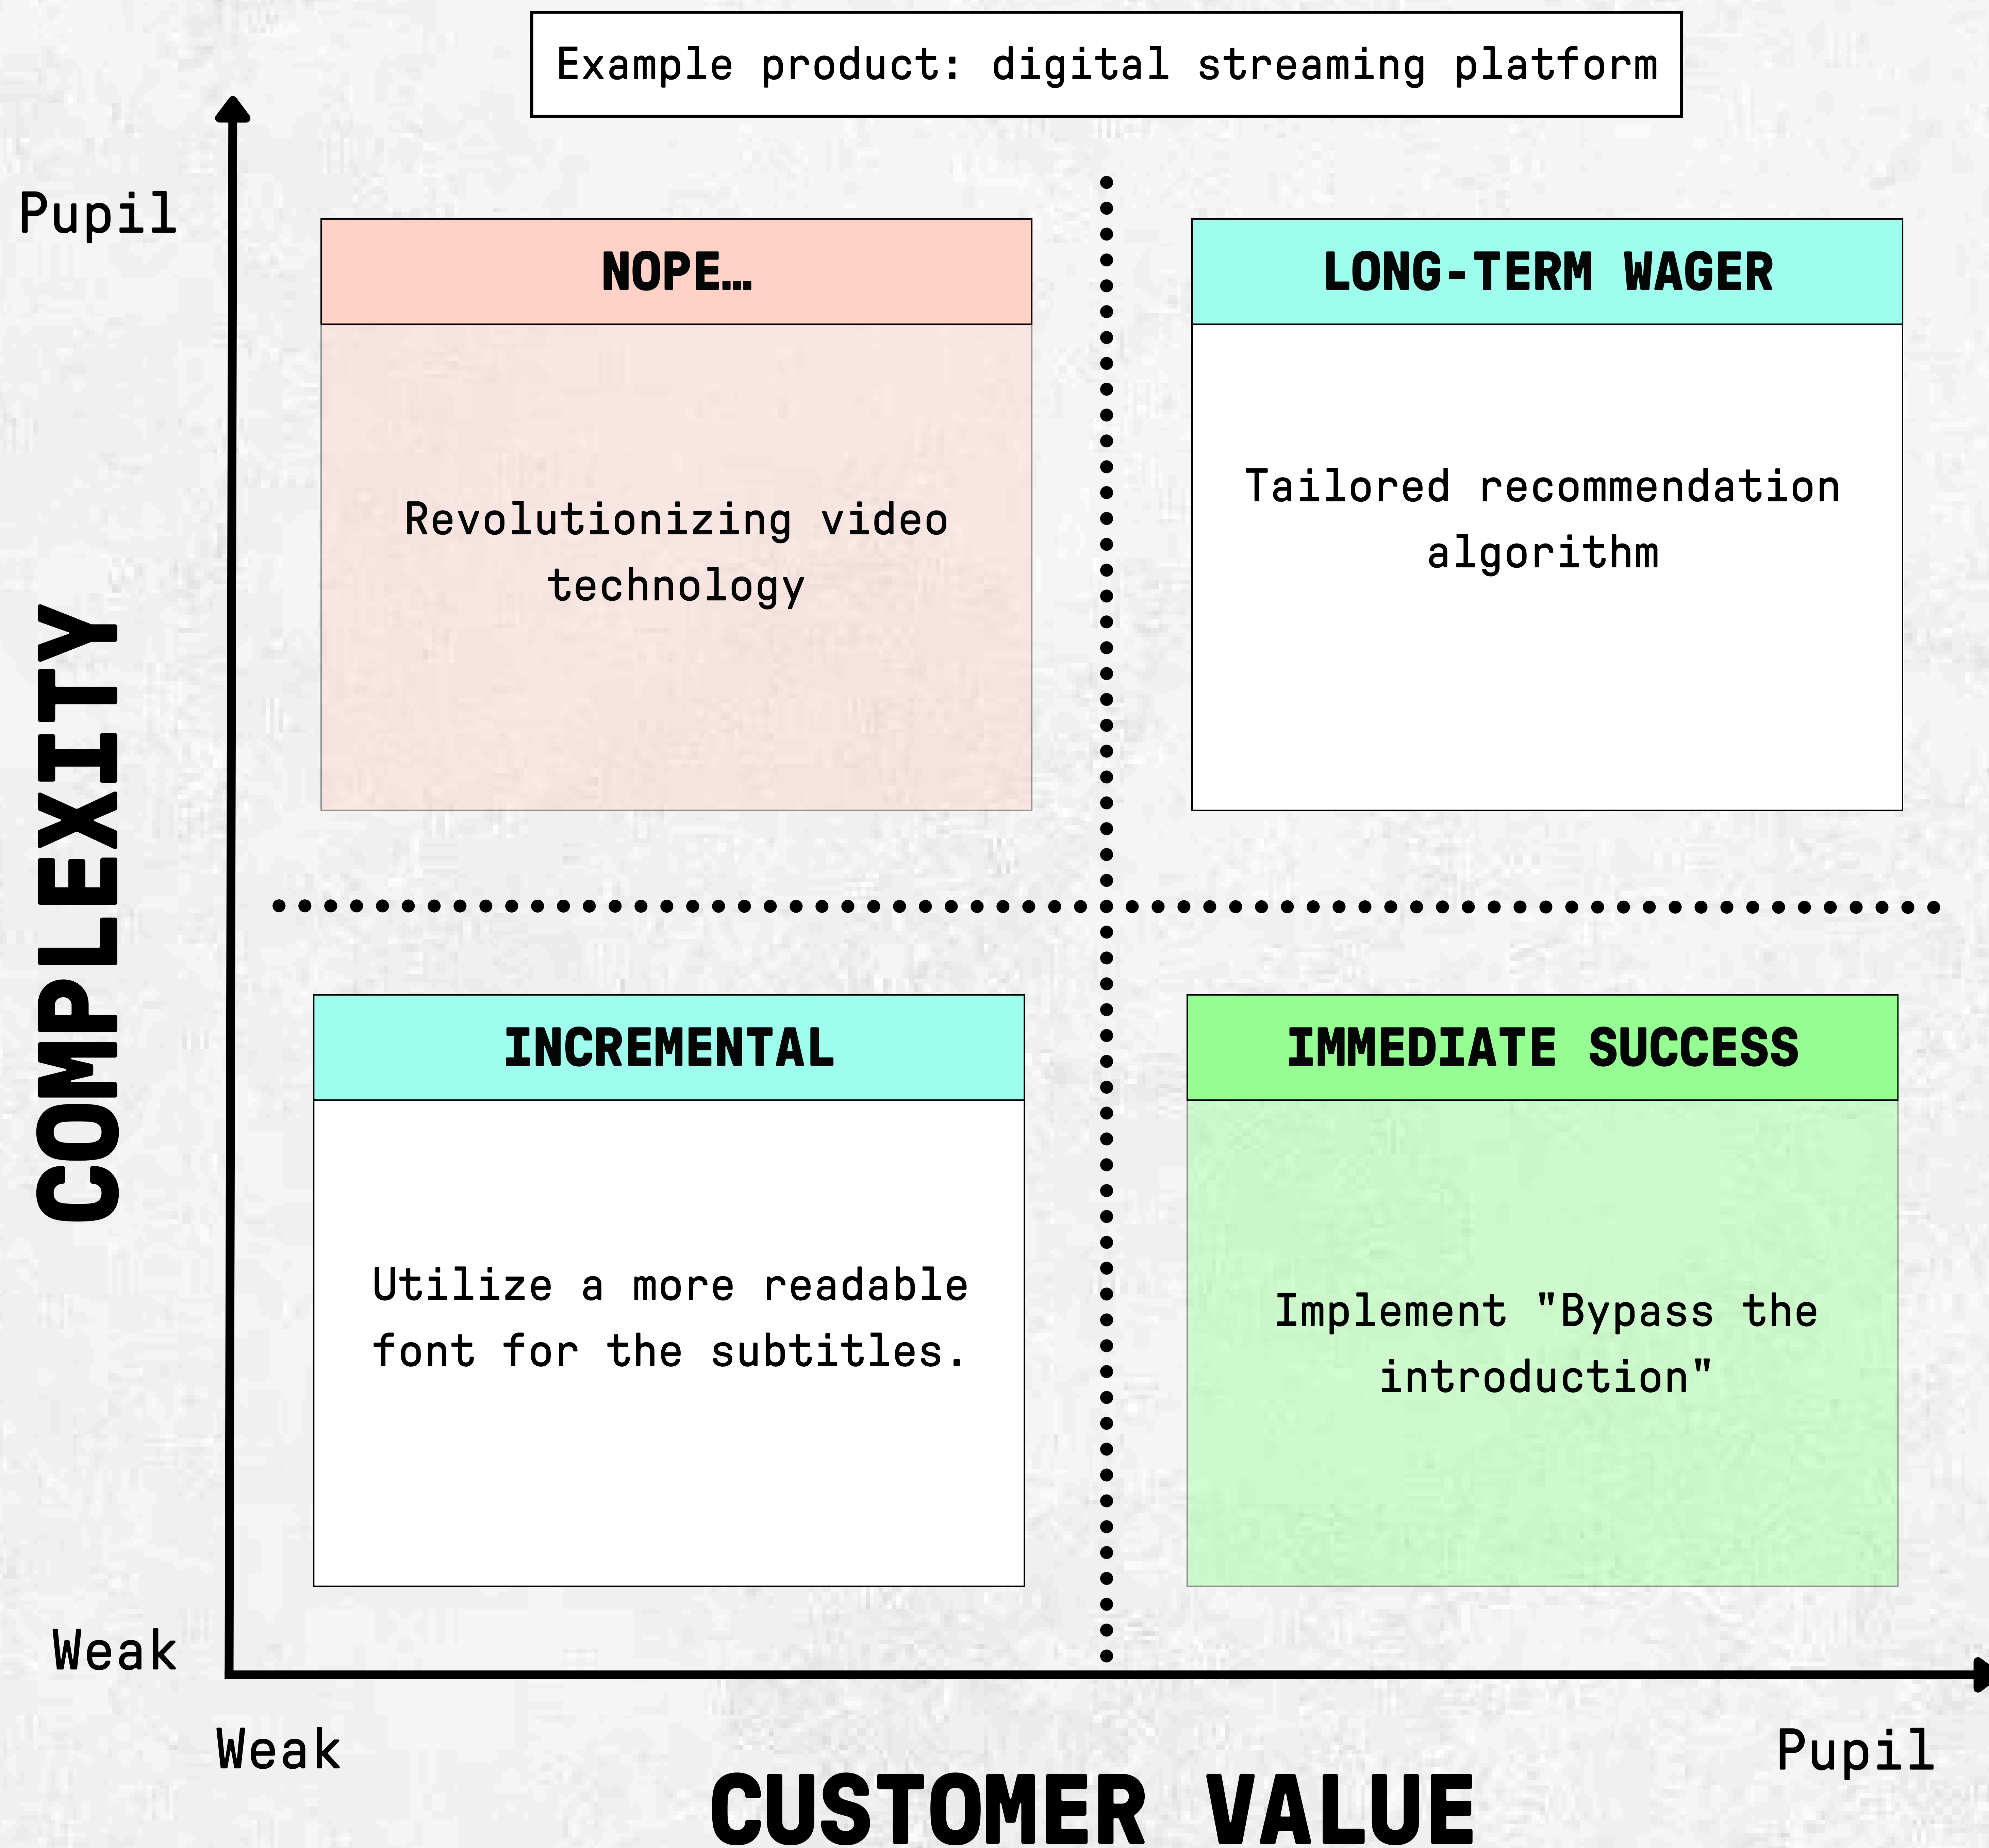 Example product: digital streaming platform
Pupil
NOPE…
LONG-TERM WAGER
Revolutionizing video
technology
Tailored recommendation
algorithm
COMPLEXITY
INCREMENTAL
IMMEDIATE SUCCESS
Utilize a more readable
font for the subtitles.
Implement "Bypass the
introduction"
Weak
Weak
Pupil
CUSTOMER VALUE